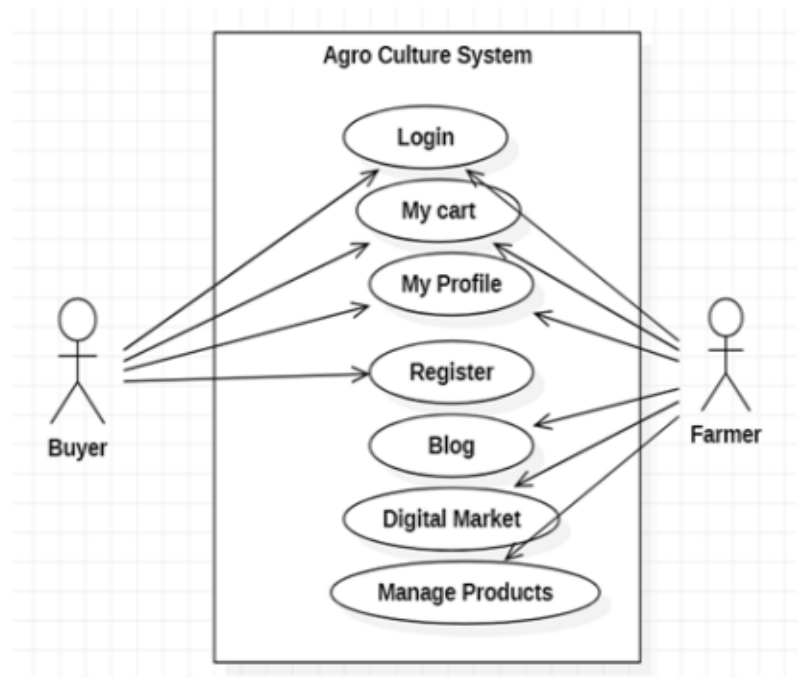 Agro Culture System
Login
My cart
My Profile
Register
Blog
Digital Market
Manage Products
Buyer
Farmer